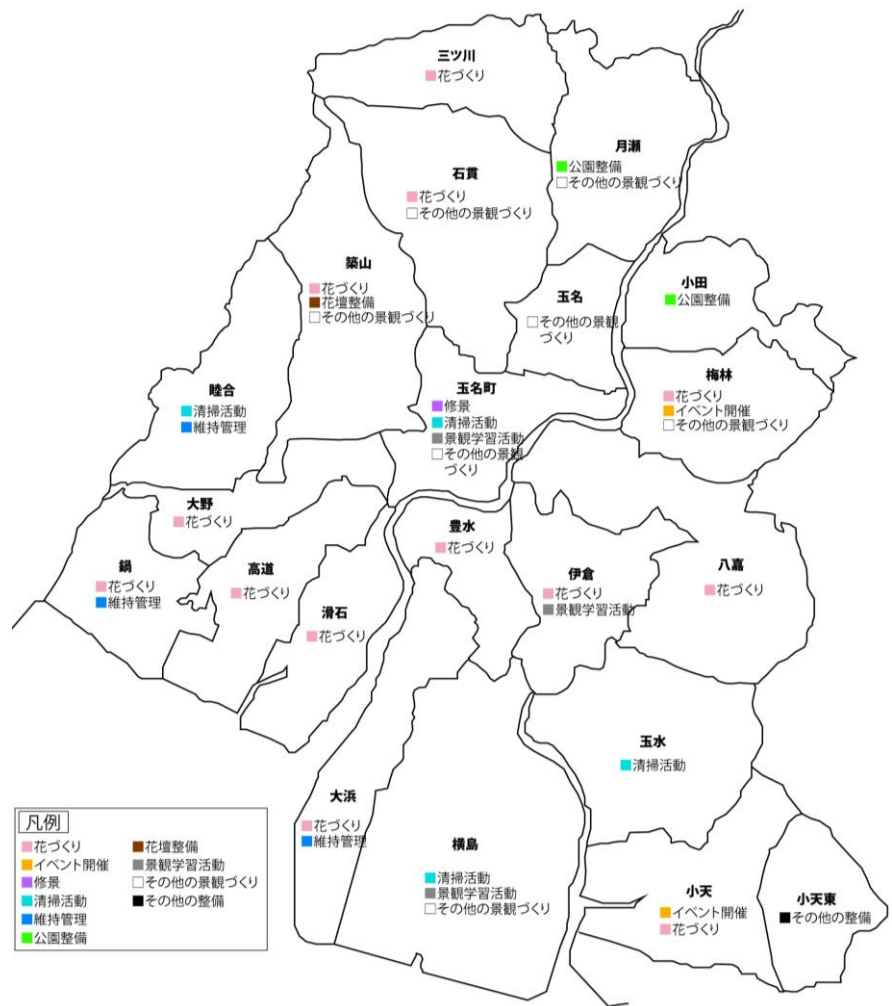 三ツ川
花づくり
月瀬
公園整備
その他の景観づくり
石貫
花づくり
その他の景観づくり
築山
花づくり
花壇整備
その他の景観づくり
玉名
その他の景観
づくり
小田
公園整備
睦合
清掃活動
維持管理
玉名町
修景
清掃活動
景観学習活動
その他の景観
づくり
梅林
花づくり
イベント開催
その他の景観づくり
大野
花づくり
鍋
花づくり
維持管理
高道
花づくり
滑石
花づくり
豊水
花づくり
伊倉
花づくり
景観学習活動
八嘉
花づくり
玉水
清掃活動
大浜
花づくり
維持管理
横島
清掃活動
景観学習活動
その他の景観づくり
小天
イベント開催
花づくり
小天東
その他の整備
凡例
花づくり
イベント開催
修景
清掃活動
維持管理
公園整備
花壇整備
景観学習活動
その他の景観づくり
その他の整備